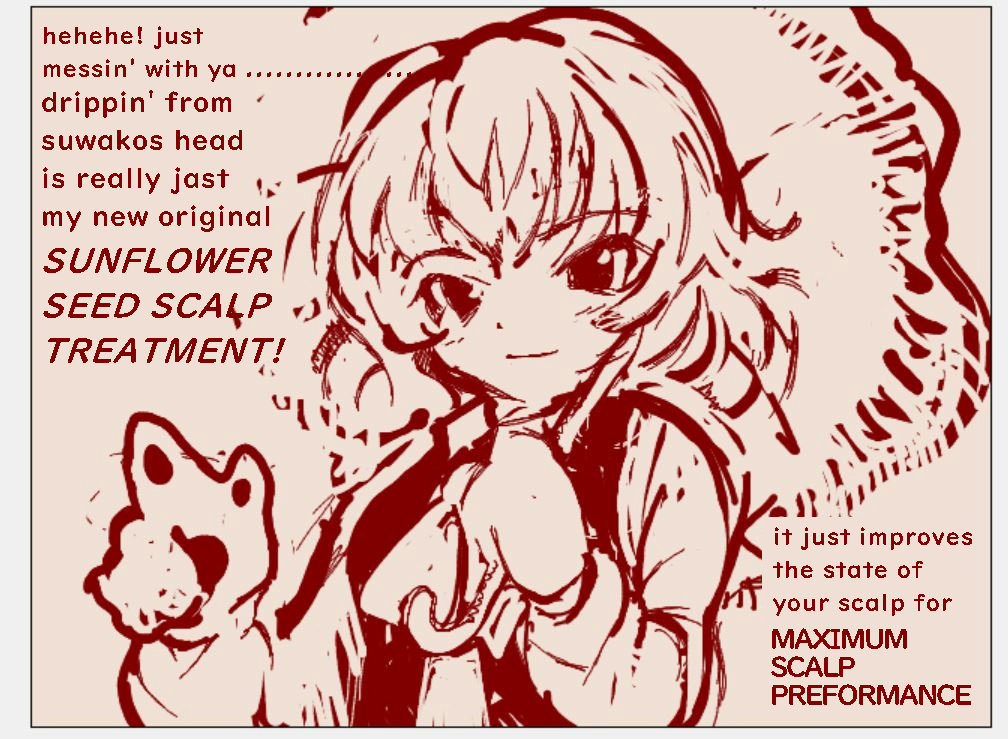 hehehe! just
messin' with ya ..................
drippin' from
suwakos head
is really jast
my new original
SUNFLOWER
SEED SCALP
TREATMENT!
it just improves
the state of
your scalp for
MAXIMUM
SCALP
PREFORMANCE